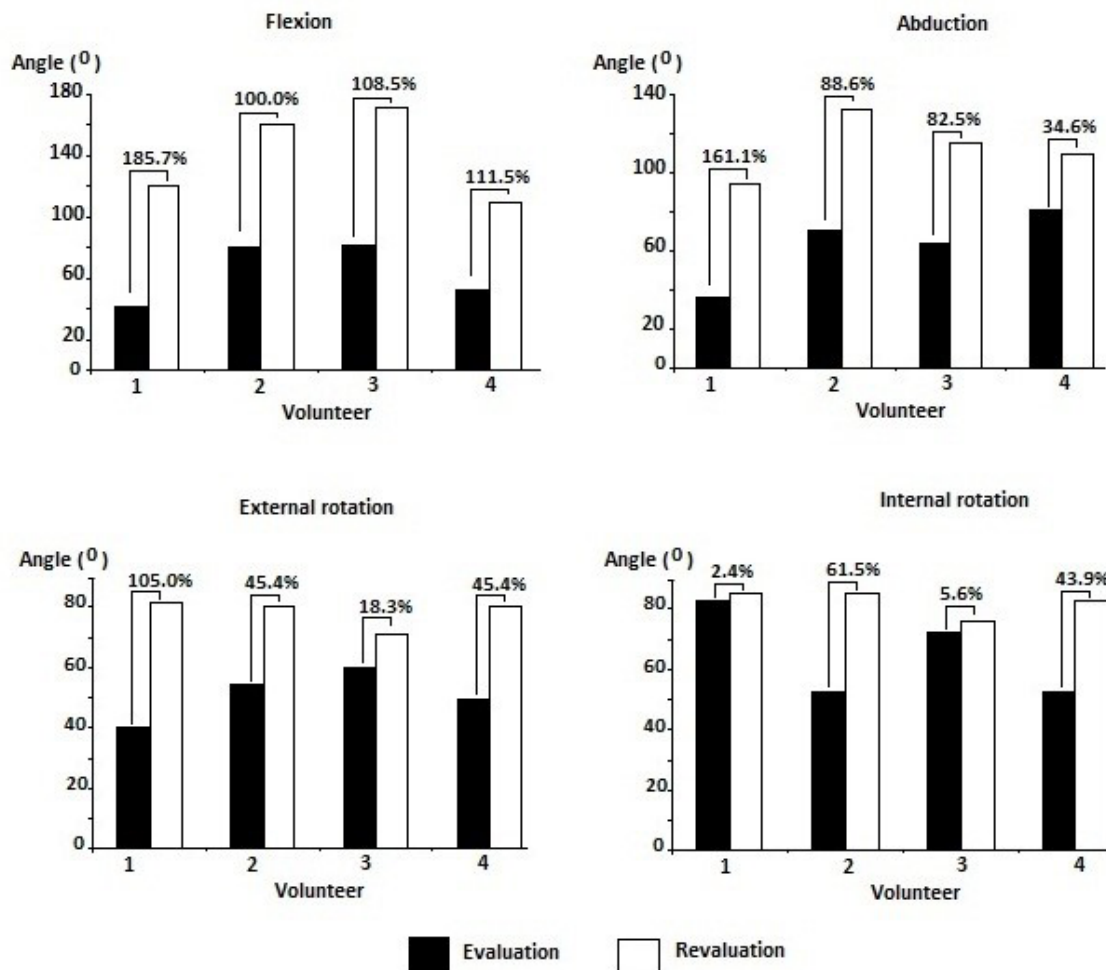 Flexion
Angle (0)
180
140
100
60
20
0
185.7%
100.0%
108.5%
111.5%
1 2 3 4
Volunteer
Abduction
Angle (0)
140
100
60
20
0
161.1%
88.6%
82.5%
34.6%
1 2 3 4
Volunteer
External rotation
Angle (0)
80
60
40
20
0
105.0%
45.4%
18.3%
45.4%
1 2 3 4
Volunteer
Internal rotation
Angle (0)
80
60
40
20
0
2.4%
61.5%
5.6%
43.9%
1 2 3 4
Volunteer
Evaluation Revaluation